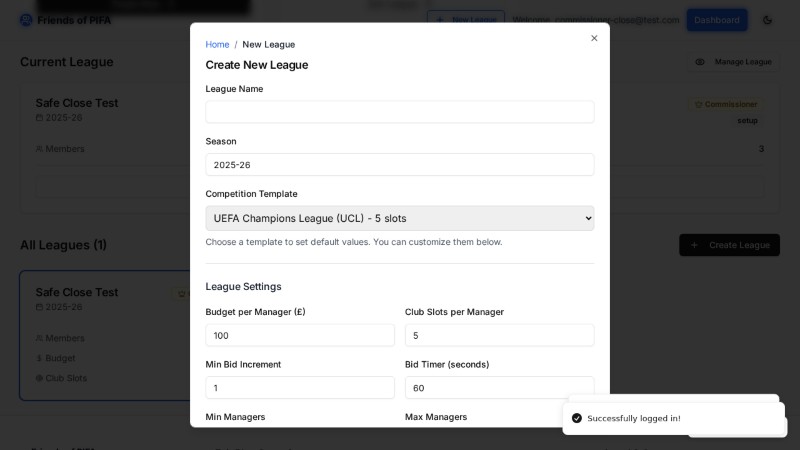 Friends of PIFA
New League
Welcome, commissioner-close@test.com
Dashboard
Current League
Manage League
Safe Close Test
2025-26
Commissioner
setup
Members
3
All Leagues (1)
Create League
Safe Close Test
2025-26
Members
Budget
Club Slots
Home / New League
Create New League
League Name
Season
2025-26
Competition Template
UEFA Champions League (UCL) - 5 slots
Choose a template to set default values. You can customize them below.
League Settings
Budget per Manager (£)
Club Slots per Manager
100
5
Min Bid Increment
Bid Timer (seconds)
1
60
Min Managers
Max Managers
Successfully logged in!